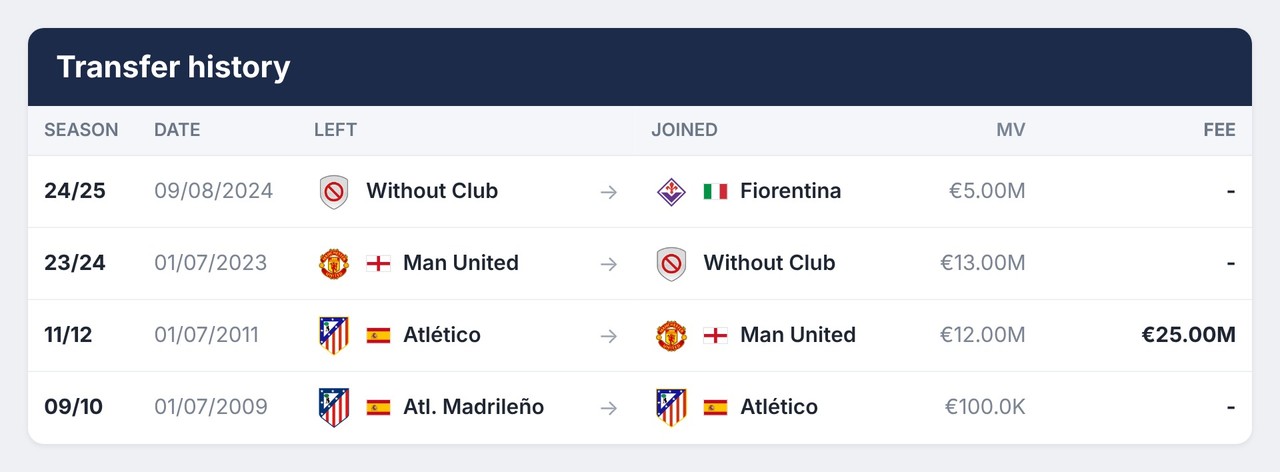 Transfer history
SEASON DATE LEFT JOINED MV FEE
24/25 09/08/2024 Without Club → Fiorentina €5.00M -
23/24 01/07/2023 Man United → Without Club €13.00M -
11/12 01/07/2011 Atlético → Man United €12.00M €25.00M
09/10 01/07/2009 Atl. Madrileño → Atlético €100.0K -